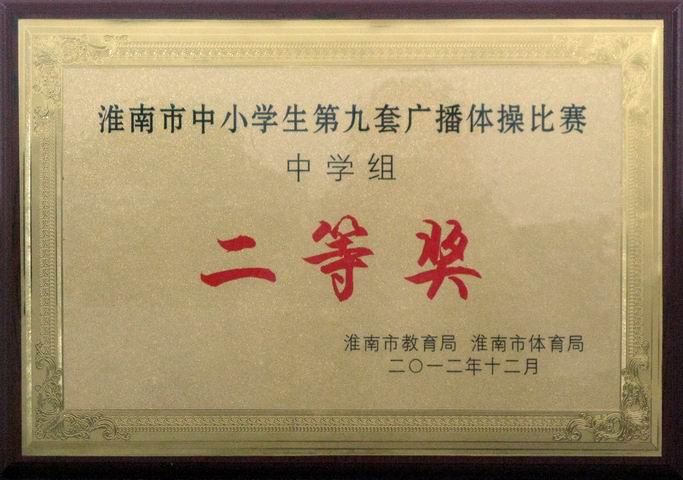 淮南市中小学生第九套广播体操比赛
中学组
二等奖
淮南市教育局 淮南市体育局
二〇一二年十二月